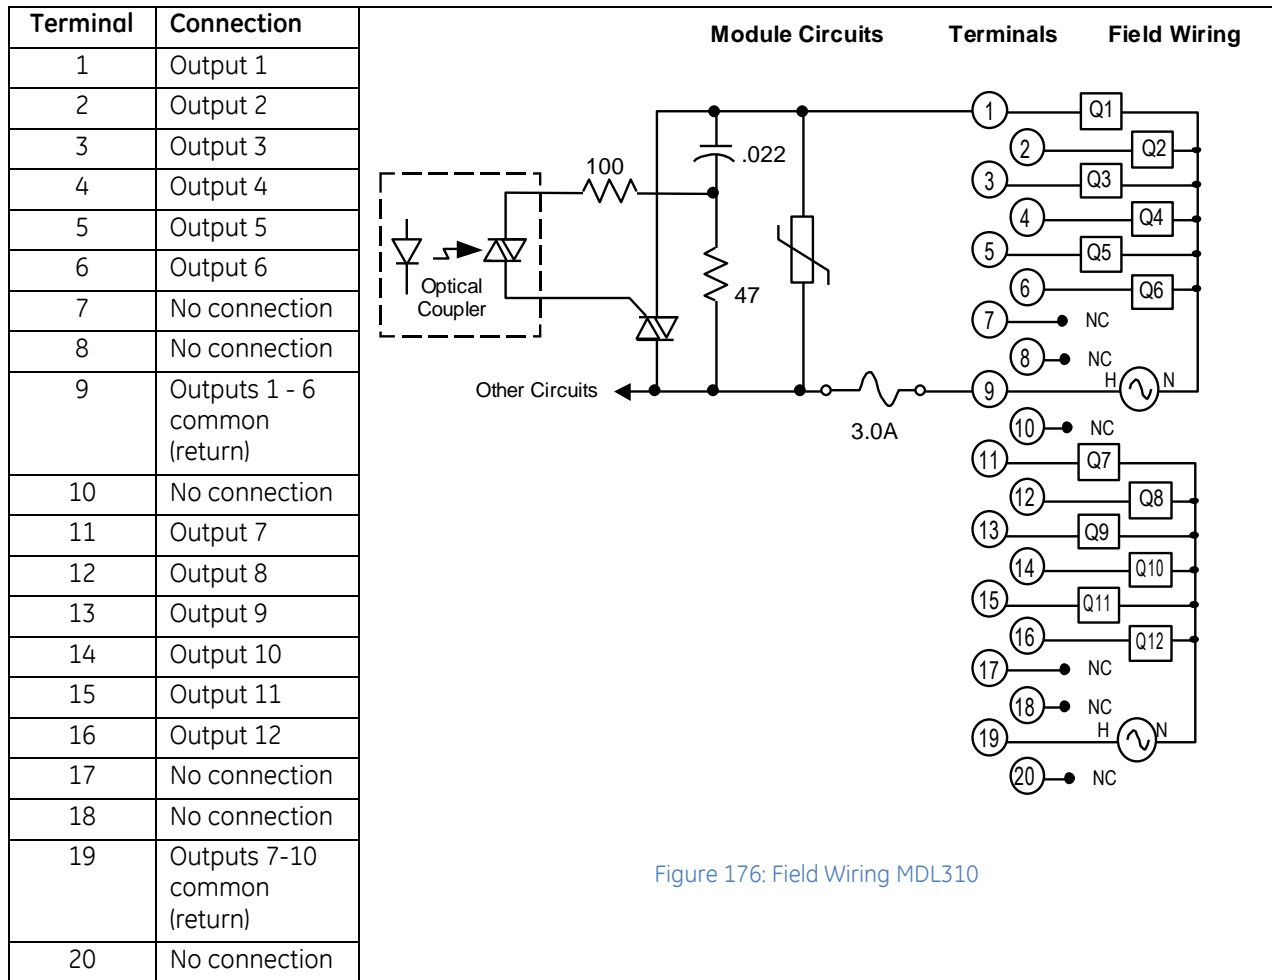 Terminal Connection
1 Output 1
2 Output 2
3 Output 3
4 Output 4
5 Output 5
6 Output 6
7 No connection
8 No connection
9 Outputs 1 - 6
common
(return)
10 No connection
11 Output 7
12 Output 8
13 Output 9
14 Output 10
15 Output 11
16 Output 12
17 No connection
18 No connection
19 Outputs 7-10
common
(return)
20 No connection
Module Circuits Terminals Field Wiring
1 Q1
2 Q2
.022
100
3 Q3
4 Q4
5 Q5
Optical
Coupler
47
6 Q6
7 NC
8 NC
H N
Other Circuits
9
3.0A
10 NC
11 Q7
12 Q8
13 Q9
14 Q10
15 Q11
16 Q12
17 NC
18 NC
H N
19
20 NC
Figure 176: Field Wiring MDL310